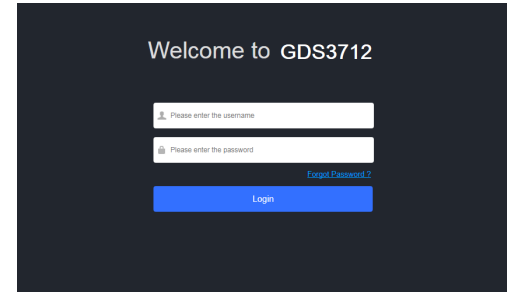 Welcome to GDS3712
Please enter the username
Please enter the password
Forgot Password ?
Login